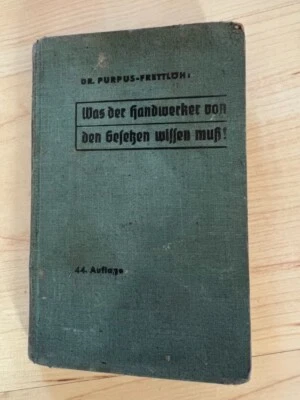 DR. PURPUS-FRETTLÖH:
Was der Handwerker von
den Gesetzen wissen muß!
44. Auflage